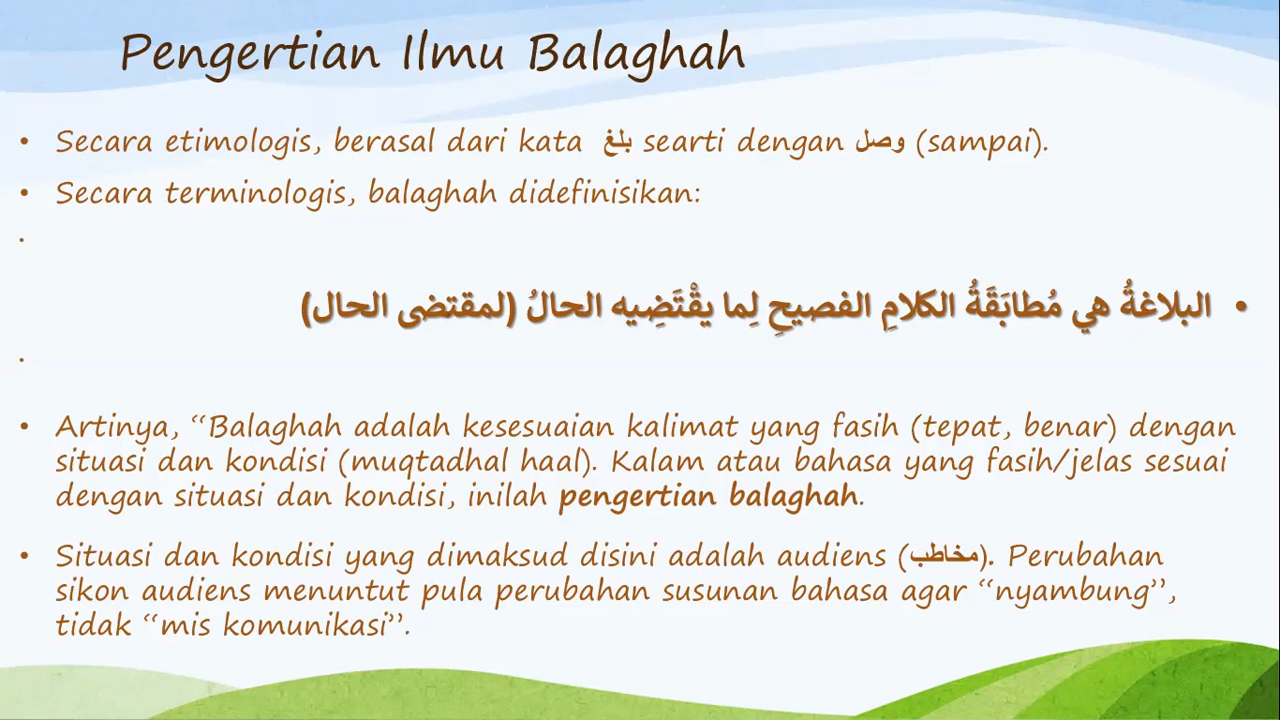 Pengertian Ilmu Balaghah
• Secara etimologis, berasal dari kata بلغ searti dengan وصل (sampai).
• Secara terminologis, balaghah didefinisikan:
•
• البلاغةُ هي مُطابَقَةُ الكلامِ الفصيحِ لِما يقْتَضِيه الحالُ (لمقتضى الحال)
•
• Artinya, “Balaghah adalah kesesuaian kalimat yang fasih (tepat, benar) dengan
situasi dan kondisi (muqtadhal haal). Kalam atau bahasa yang fasih/jelas sesuai
dengan situasi dan kondisi, inilah pengertian balaghah.
• Situasi dan kondisi yang dimaksud disini adalah audiens (مخاطب). Perubahan
sikon audiens menuntut pula perubahan susunan bahasa agar “nyambung”,
tidak “mis komunikasi”.